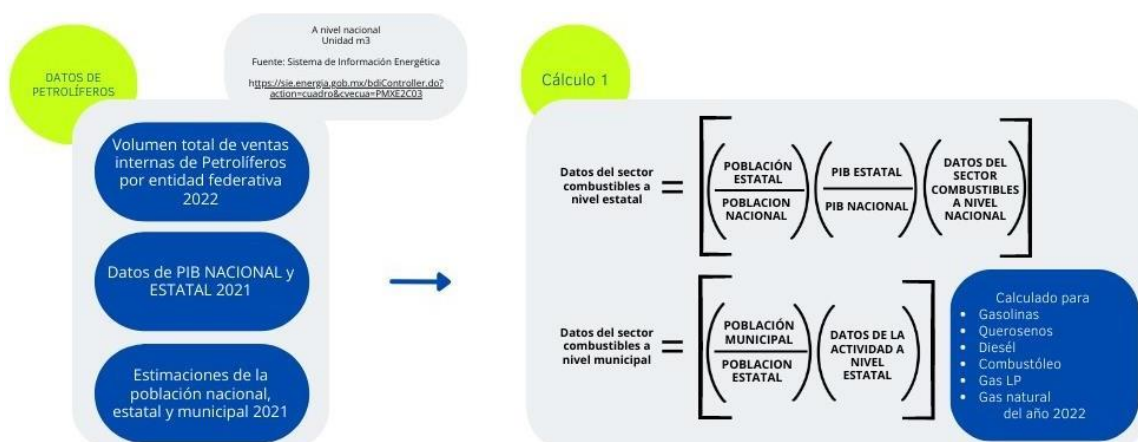 DATOS DE
PETROLÍFEROS
A nivel nacional
Unidad m3
Fuente: Sistema de Información Energética
https://sie.energia.gob.mx/bdiController.do?
action=cuadro&cvecua=PMXE2C03
Volumen total de ventas
internas de Petrolíferos
por entidad federativa
2022
Datos de PIB NACIONAL y
ESTATAL 2021
Estimaciones de la
población nacional,
estatal y municipal 2021
Cálculo 1
Datos del sector
combustibles a
nivel estatal
=
POBLACIÓN
ESTATAL
POBLACION
NACIONAL
PIB ESTATAL
PIB NACIONAL
DATOS DEL
SECTOR
COMBUSTIBLES
A NIVEL
NACIONAL
Datos del sector
combustibles a
nivel municipal
=
POBLACIÓN
MUNICIPAL
POBLACION
ESTATAL
DATOS DE LA
ACTIVIDAD A
NIVEL
ESTATAL
Calculado para
• Gasolinas
• Querosenos
• Diesél
• Combustóleo
• Gas LP
• Gas natural
del año 2022